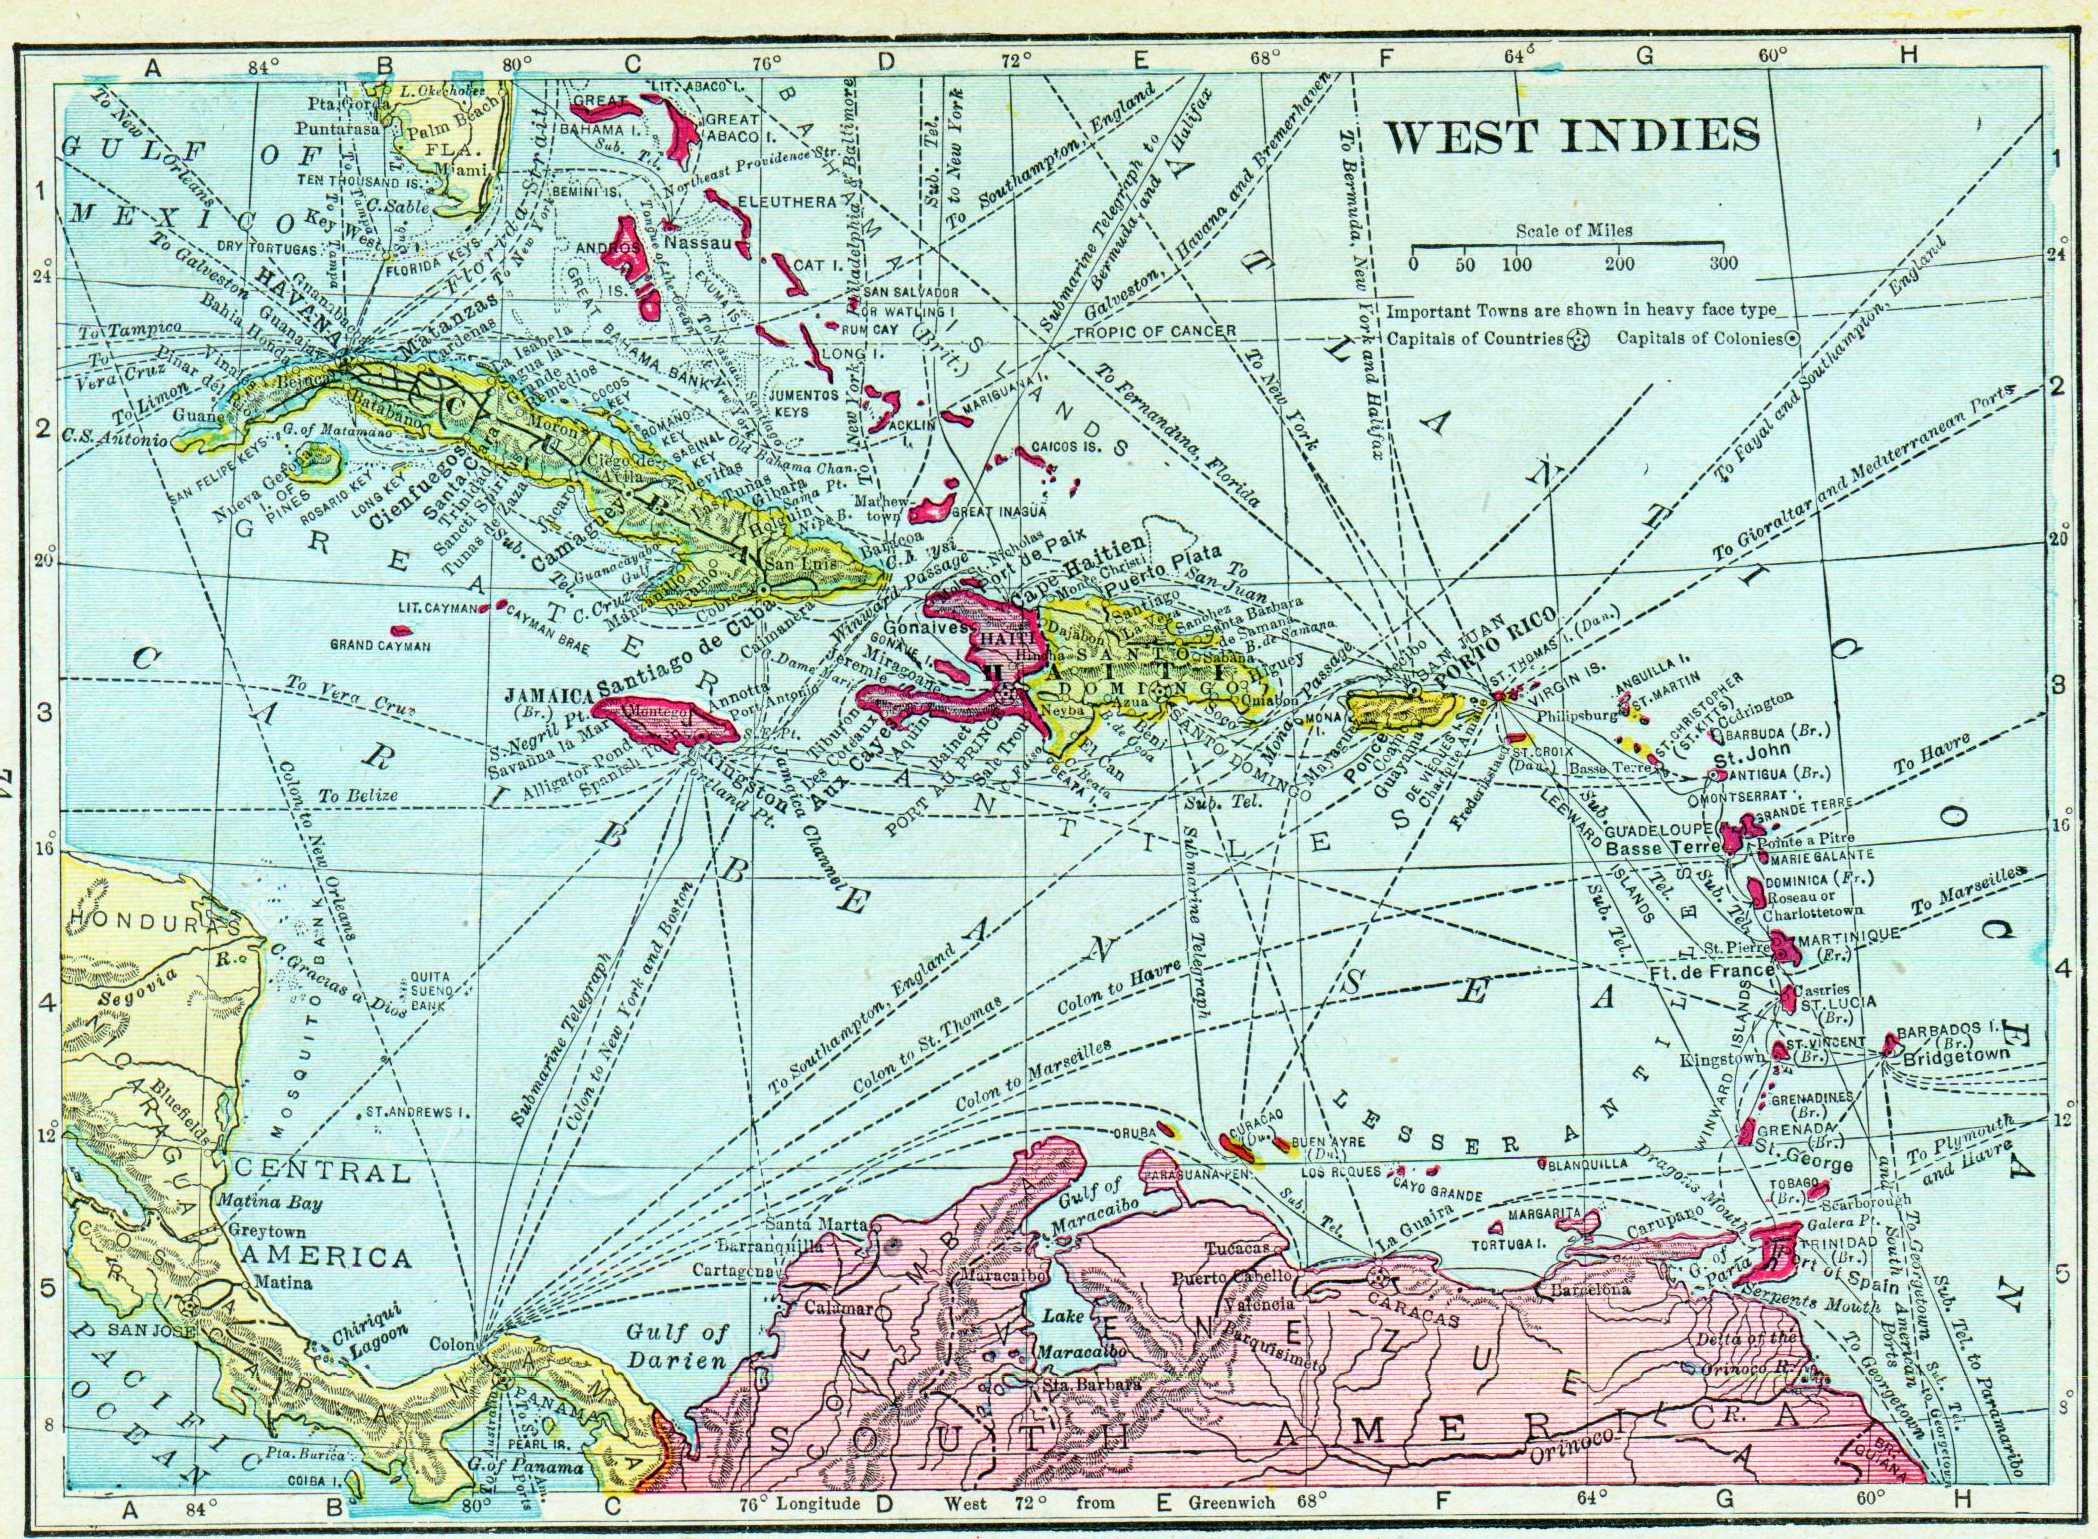 A 84° B 80° C 76° D 72° E 68° F 64° G 60° H
WEST INDIES
Scale of Miles
0 50 100 200 300
Important Towns are shown in heavy face type
Capitals of Countries Capitals of Colonies
GULF OF
MEXICO
To New Orleans
To Galveston
To Tampico
To Vera Cruz
To Limon
Pta. Gorda
Puntarasa
L. Okechobee
Palm Beach
FLA.
Miami
TEN THOUSAND IS.
C. Sable
Key West
DRY TORTUGAS
FLORIDA KEYS
Florida Strait
To New York
To Tampa
GREAT
BAHAMA I.
LIT. ABACO I.
GREAT
ABACO I.
Sub. Tel.
Northeast Providence Str.
BEMINI IS.
ELEUTHERA
Nassau
ANDROS
IS.
Tongue of the Ocean
EXUMA IS.
CAT I.
SAN SALVADOR
OR WATLING I
RUM CAY
LONG I.
GREAT BAHAMA BANK
JUMENTOS
KEYS
BAHAMA ISLANDS
(Brit.)
ACKLIN
I.
MARIGUANA I.
CAICOS IS.
Mathew-
town
GREAT INAGUA
Old Bahama Chan.
New York Philadelphia & Baltimore
Sub. Tel.
to New York
To Southampton, England
Submarine Telegraph to
Bermuda and Halifax
Galveston, Havana and Bremerhaven
To Bermuda, New York and Halifax
TROPIC OF CANCER
To Fernandina, Florida
To New York
To Fayal and Southampton, England
To Gibraltar and Mediterranean Ports
ATLANTIC OCEAN
HAVANA
Guanabacoa
Matanzas
Cardenas
Bahia Honda
Guanajay
Vinales
Pinar del Rio
Guane
C.S. Antonio
Bejucal
Batabano
G. of Matamano
La Isabela
Sagua la
Grande
Remedios
COCOS
KEY
ROMANO
KEY
SABINAL
KEY
Moron
Ciego de
Avila
Nevitas
Las Tunas
Gibara
Sama Pt.
Holguin
Nipe B.
Baracoa
CUBA
SAN FELIPE KEYS
Nueva Gerona
I. OF
PINES
ROSARIO KEY
LONG KEY
Cienfuegos
Santa Clara
Trinidad
Sancti Spiritu
Tunas de Zaza
Jucaro
Sub. Tel.
Camaguey
Guanacayabo
Gulf
C. Cruz
Manzanillo
Bayamo
Cobre
San Luis
Santiago de Cuba
Caimanera
Winward Passage
LIT. CAYMAN
CAYMAN BRAE
GRAND CAYMAN
GREATER ANTILLES
JAMAICA
(Br.)
S. Negril Pt.
Montego
Annotta
Port Antonio
Savanna la Mar
Alligator Pond
Spanish Town
Kingston
Portland Pt.
Jamaica Channel
To Vera Cruz
To Belize
St. Nicholas
Port de Paix
Cape Haitien
Monte Christi
Puerto Plata
To
San Juan
Gonaives
HAITI
GONAVE I.
Miragoan
Jeremie
C. Dame Marie
Tiburon
Les Coteaux
Aux Cayes
Aquin
Bainet
PORT AU PRINCE
Sale Trou
Hincha
Dajabon
Santiago
La Vega
Sanchez
Santa Barbara
de Samana
B. de Samana
SANTO
DOMINGO
Sabana
Higuey
Neyba
Azua
B. de Ocoa
Beni
Soco
SANTO DOMINGO
El Can
C. Beata
BEATA I.
Mona Passage
MONA
I.
Arecibo
SAN JUAN
PORTO RICO
Mayaguez
Ponce
Guayama
DE VIEQUES
Charlotte Amalie
Frederikstaed
ST. THOMAS I. (Dan.)
VIRGIN IS.
ST. CROIX
(Dan.)
Basse Terre
ANGUILLA I.
ST. MARTIN
Philipsburg
ST. CHRISTOPHER
(ST. KITTS)
Codrington
BARBUDA (Br.)
St. John
ANTIGUA (Br.)
MONTSERRAT
GRANDE TERRE
GUADELOUPE
Basse Terre
Pointe a Pitre
MARIE GALANTE
DOMINICA (Fr.)
Roseau or
Charlottetown
LEEWARD ISLANDS
St. Pierre
MARTINIQUE
(Fr.)
Ft. de France
Castries
ST. LUCIA
(Br.)
ST. VINCENT
(Br.)
Kingstown
BARBADOS I.
(Br.)
Bridgetown
GRENADINES
(Br.)
GRENADA
(Br.)
St. George
WINWARD ISLANDS
TOBAGO
(Br.)
Scarborough
Galera Pt.
TRINIDAD
(Br.)
Port of Spain
Dragons Mouth
G. of
Paria
Serpents Mouth
To Havre
To Marseilles
To Plymouth
and Havre
LESSER ANTILLES
CARIBBEAN SEA
Sub. Tel.
Submarine Telegraph
To Southampton, England
Colon to Havre
Colon to St. Thomas
Colon to Marseilles
Submarine Telegraph
Colon to New York and Boston
Colon to New Orleans
HONDURAS
Segovia
R.
C. Gracias a Dios
QUITA
SUENO
BANK
MOSQUITO BANK
ST. ANDREWS I.
NICARAGUA
Bluefields
CENTRAL
AMERICA
Matina Bay
Greytown
Matina
COSTA RICA
SAN JOSE
Chiriqui
Lagoon
Colon
Gulf of
Darien
PANAMA
PANAMA
PEARL IR.
G. of Panama
Pta. Burica
COIBA I.
PACIFIC
OCEAN
ORUBA
CURACAO
(Du.)
BUEN AYRE
(Du.)
LOS ROQUES
CAYO GRANDE
BLANQUILLA
PARAGUANA PEN.
Gulf of
Maracaibo
Santa Marta
Barranquilla
Cartagena
Calamar
Maracaibo
Lake
Maracaibo
Sta. Barbara
Tucacas
Puerto Cabello
Valencia
Barquisimeto
La Guaira
CARACAS
TORTUGA I.
MARGARITA
Carupano
Barcelona
COLOMBIA
VENEZUELA
SOUTH AMERICA
Orinoco R.
Delta of the
Orinoco R.
BR.
GUIANA
To Georgetown
To Georgetown
and South American
Ports
Sub. Tel. to Paramaribo
Sub. Tel.
to Georgetown
1 2 3 4 5
24° 20° 16° 12° 8°
A 84° B 80° C 76° Longitude D West 72° from E Greenwich 68° F 64° G 60° H